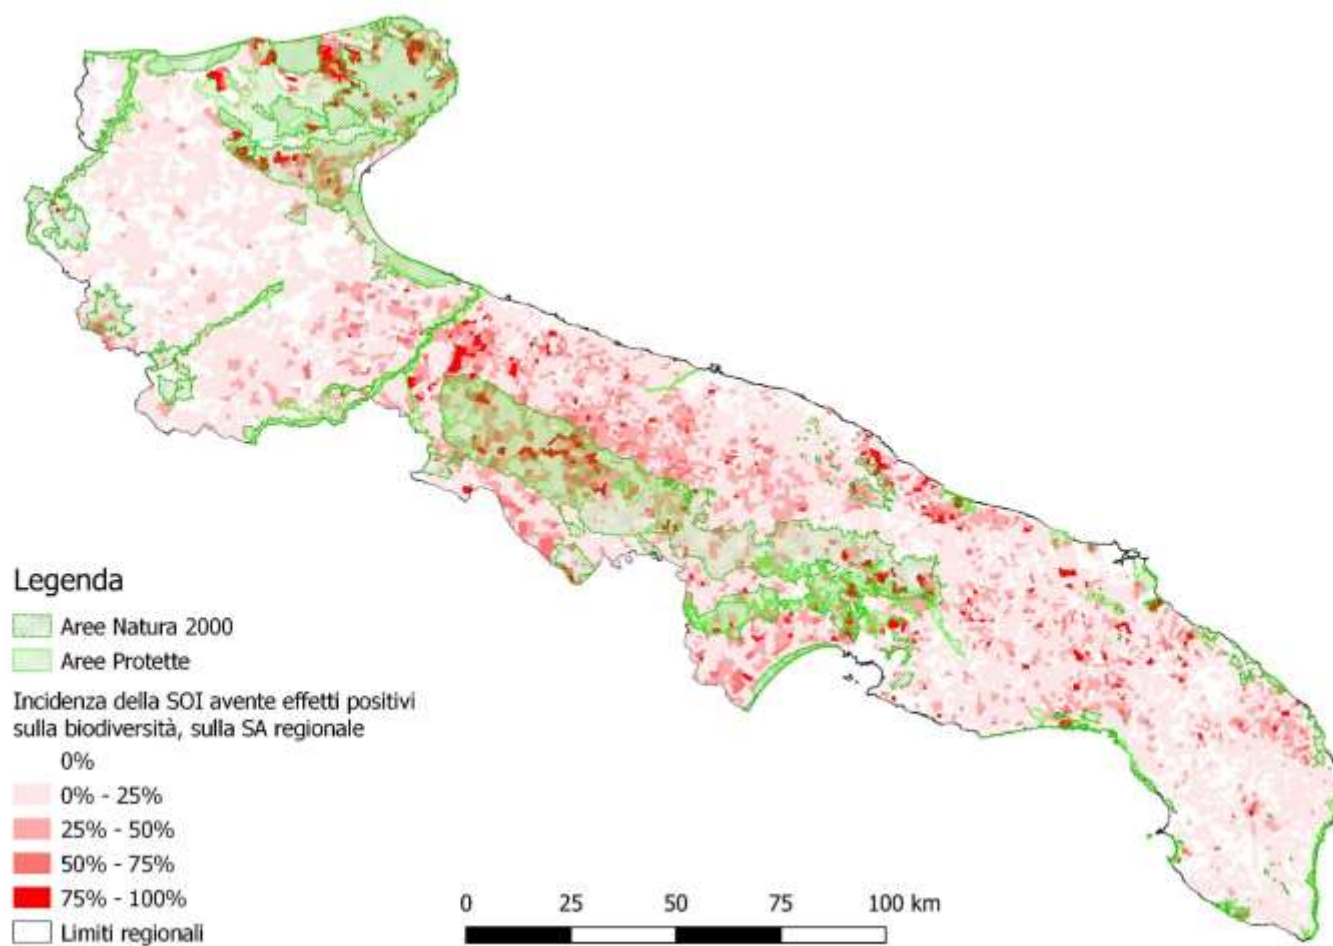 Legenda
Aree Natura 2000
Aree Protette
Incidenza della SOI avente effetti positivi
sulla biodiversità, sulla SA regionale
0%
0% - 25%
25% - 50%
50% - 75%
75% - 100%
Limiti regionali
0 25 50 75 100 km